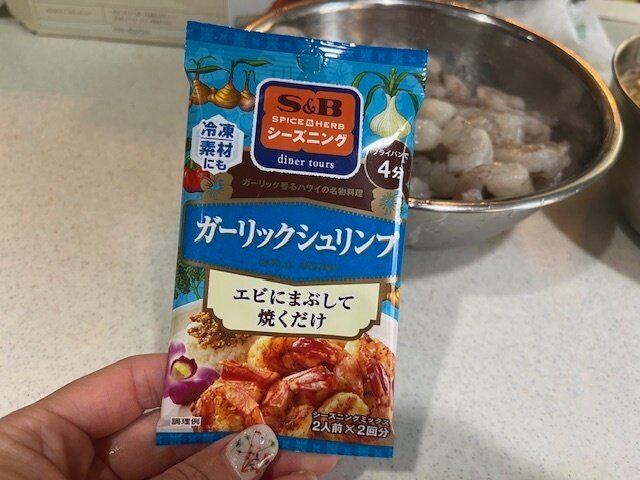 S&B
SPICE & HERB
シーズニング
diner tours
冷凍
素材
にも
フライパンで
4分
ガーリック香るハワイの名物料理
ガーリックシュリンプ
エビにまぶして
焼くだけ
調理例
シーズニングミックス
2人前×2回分